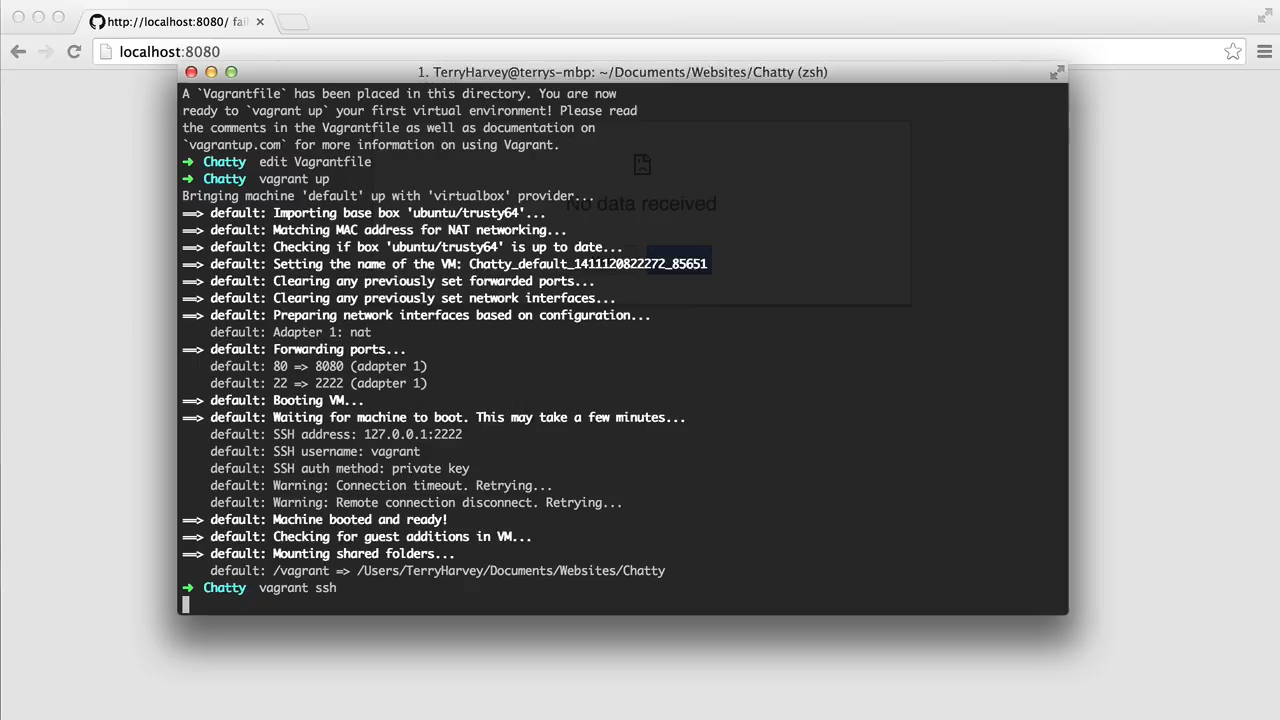 http://localhost:8080/ fail
localhost:8080
1. TerryHarvey@terrys-mbp: ~/Documents/Websites/Chatty (zsh)
A `Vagrantfile` has been placed in this directory. You are now
ready to `vagrant up` your first virtual environment! Please read
the comments in the Vagrantfile as well as documentation on
`vagrantup.com` for more information on using Vagrant.
➜ Chatty edit Vagrantfile
➜ Chatty vagrant up
Bringing machine 'default' up with 'virtualbox' provider...
No data received
==> default: Importing base box 'ubuntu/trusty64'...
==> default: Matching MAC address for NAT networking...
==> default: Checking if box 'ubuntu/trusty64' is up to date...
==> default: Setting the name of the VM: Chatty_default_1411120822272_85651
==> default: Clearing any previously set forwarded ports...
==> default: Clearing any previously set network interfaces...
==> default: Preparing network interfaces based on configuration...
default: Adapter 1: nat
==> default: Forwarding ports...
default: 80 => 8080 (adapter 1)
default: 22 => 2222 (adapter 1)
==> default: Booting VM...
==> default: Waiting for machine to boot. This may take a few minutes...
default: SSH address: 127.0.0.1:2222
default: SSH username: vagrant
default: SSH auth method: private key
default: Warning: Connection timeout. Retrying...
default: Warning: Remote connection disconnect. Retrying...
==> default: Machine booted and ready!
==> default: Checking for guest additions in VM...
==> default: Mounting shared folders...
default: /vagrant => /Users/TerryHarvey/Documents/Websites/Chatty
➜ Chatty vagrant ssh